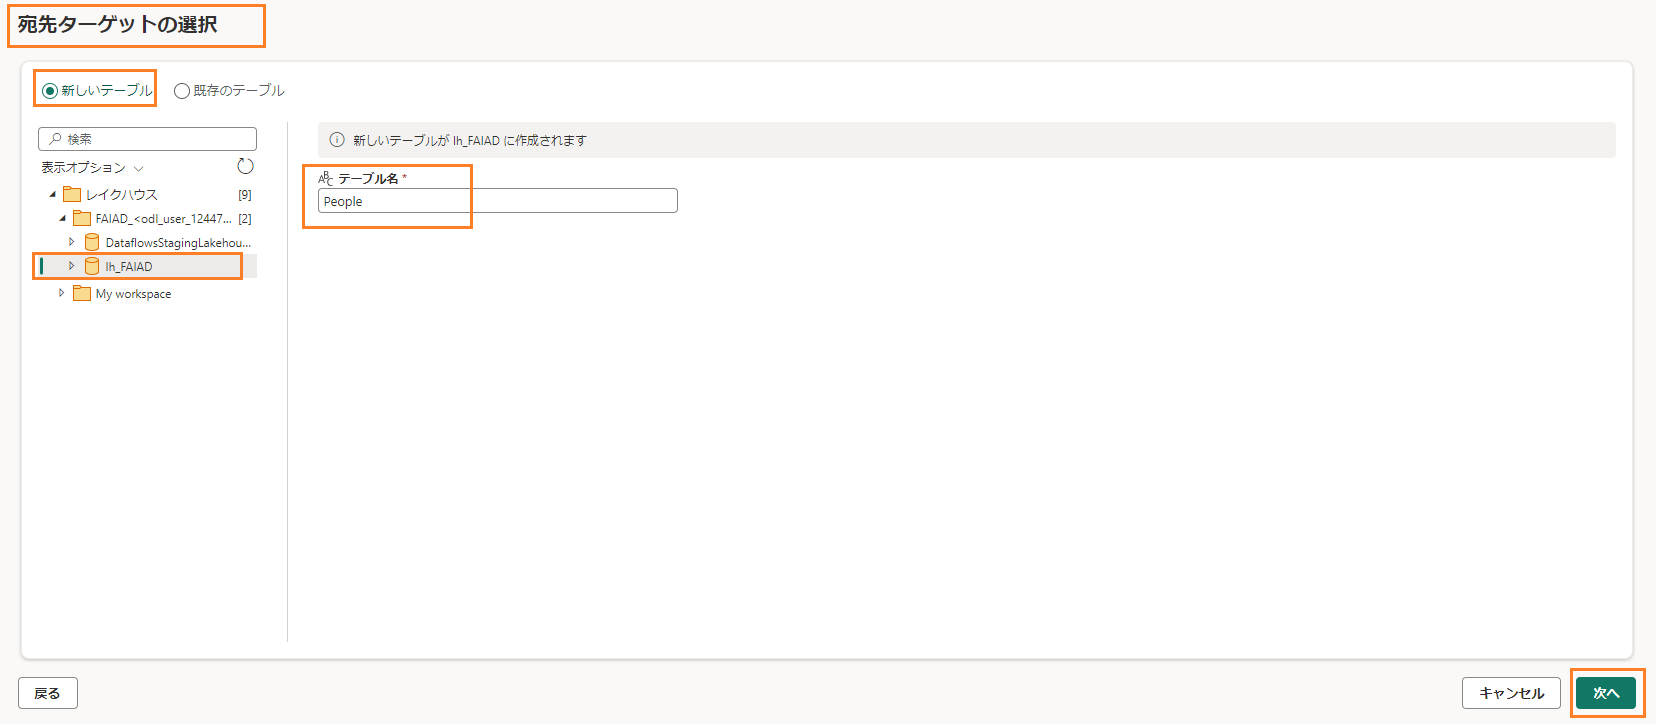 宛先ターゲットの選択
新しいテーブル 既存のテーブル
検索
表示オプション
レイクハウス [9]
FAIAD_<odl_user_12447... [2]
DataflowsStagingLakehou...
lh_FAIAD
My workspace
新しいテーブルが lh_FAIAD に作成されます
テーブル名 *
People
戻る
キャンセル 次へ